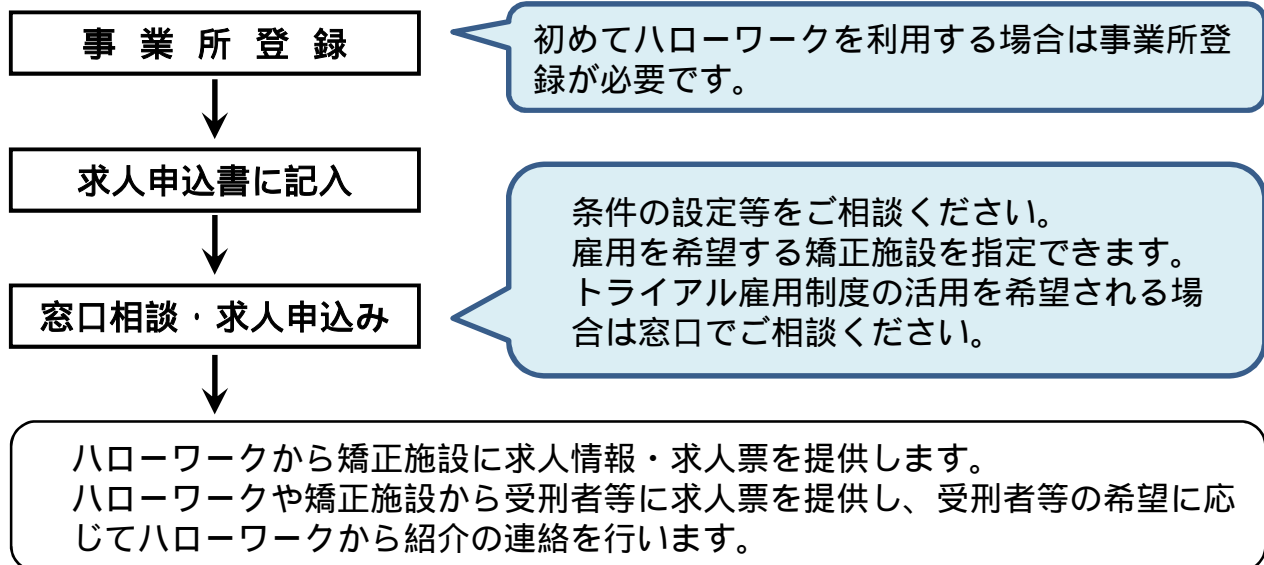 事業所登録
初めてハローワークを利用する場合は事業所登
録が必要です。
求人申込書に記入
条件の設定等をご相談ください。
雇用を希望する矯正施設を指定できます。
トライアル雇用制度の活用を希望される場
合は窓口でご相談ください。
窓口相談・求人申込み
ハローワークから矯正施設に求人情報・求人票を提供します。
ハローワークや矯正施設から受刑者等に求人票を提供し、受刑者等の希望に応
じてハローワークから紹介の連絡を行います。